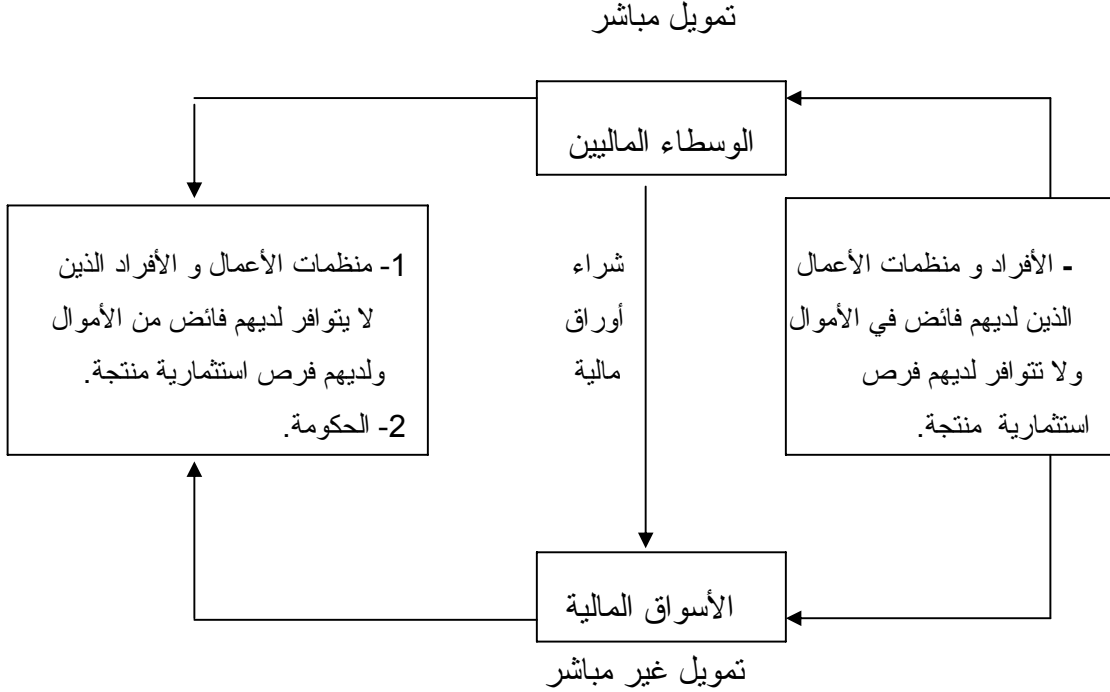 تمويل مباشر
الوسطاء الماليين
- الأفراد و منظمات الأعمال
الذين لديهم فائض في الأموال
ولا تتوافر لديهم فرص
استثمارية منتجة.
شراء
أوراق
مالية
1- منظمات الأعمال و الأفراد الذين
لا يتوافر لديهم فائض من الأموال
ولديهم فرص استثمارية منتجة.
2- الحكومة.
الأسواق المالية
تمويل غير مباشر